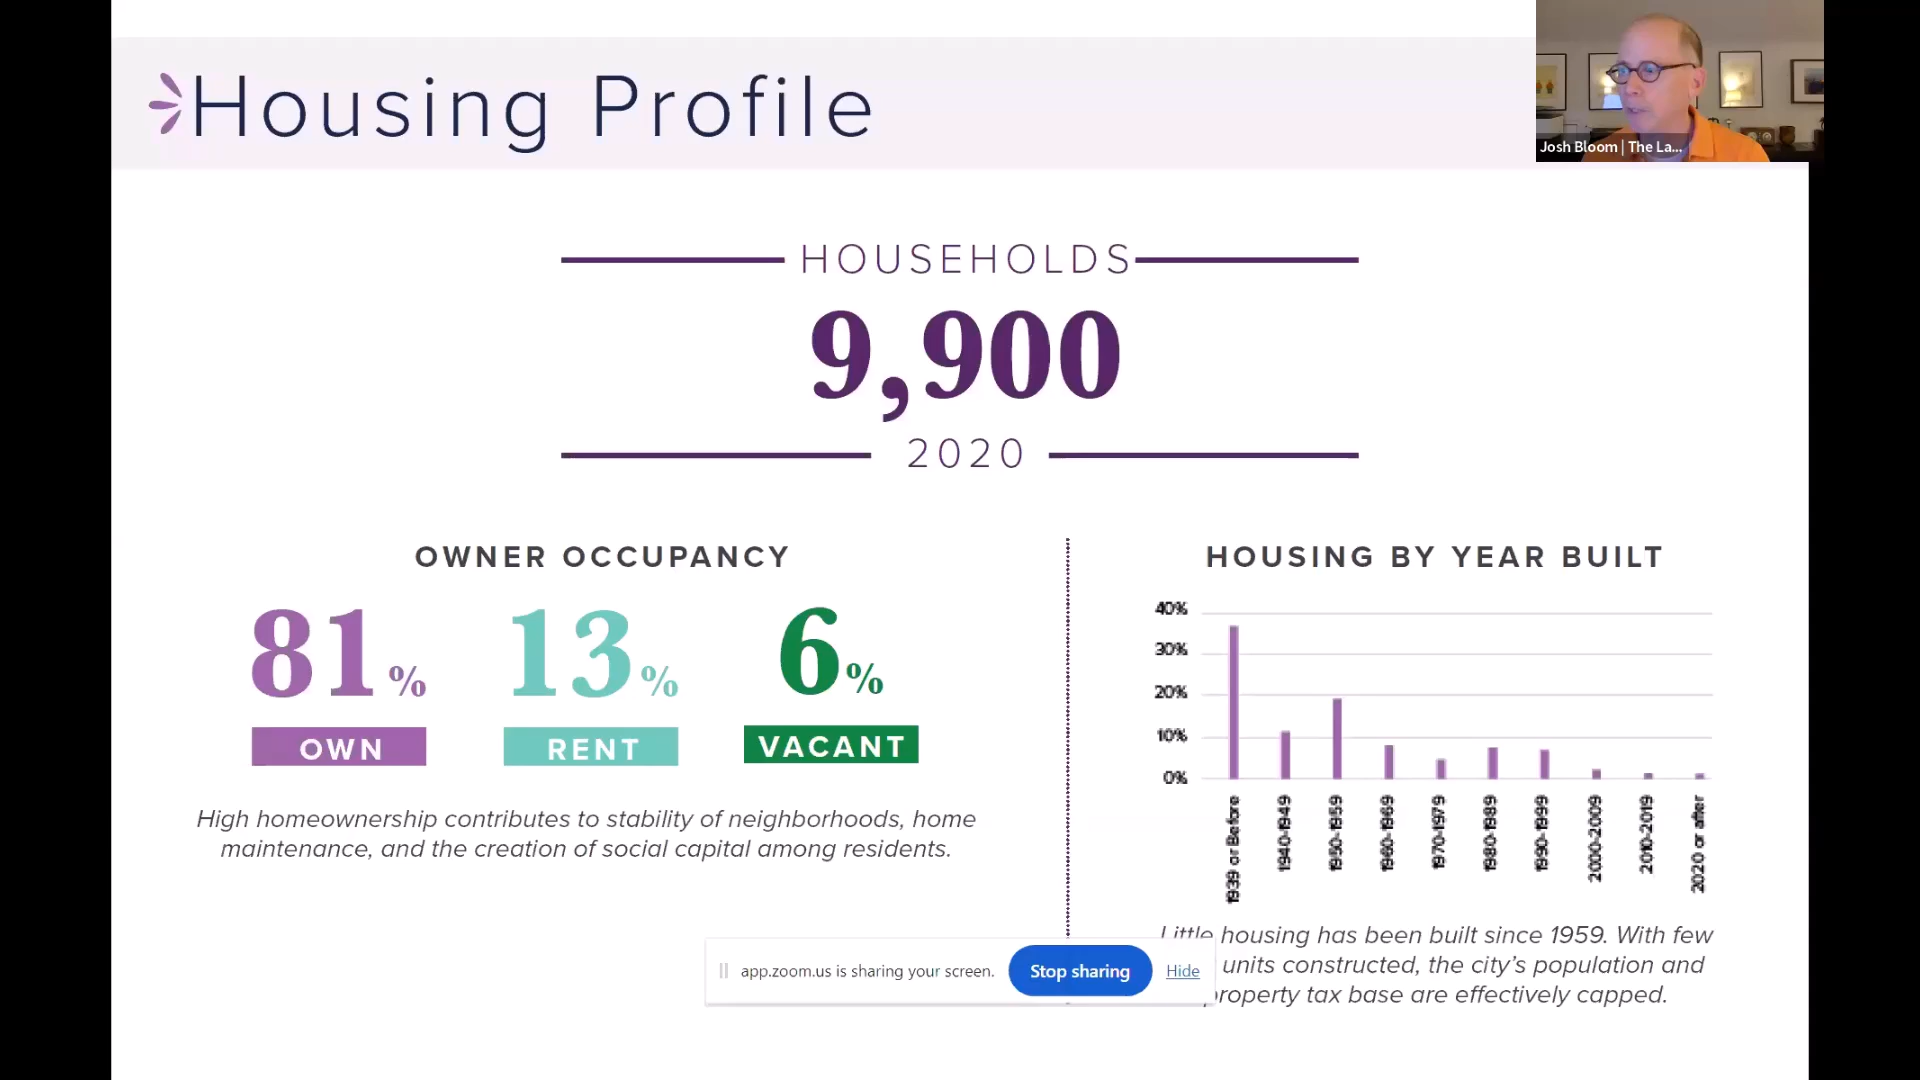 Housing Profile
Josh Bloom | The La...
HOUSEHOLDS
9,900
2020
OWNER OCCUPANCY
81%
OWN
13%
RENT
6%
VACANT
High homeownership contributes to stability of neighborhoods, home
maintenance, and the creation of social capital among residents.
HOUSING BY YEAR BUILT
40%
30%
20%
10%
0%
1939 or Before
1940-1949
1950-1959
1960-1969
1970-1979
1980-1989
1990-1999
2000-2009
2010-2019
2020 or after
Little housing has been built since 1959. With few
units constructed, the city's population and
property tax base are effectively capped.
app.zoom.us is sharing your screen.
Stop sharing
Hide